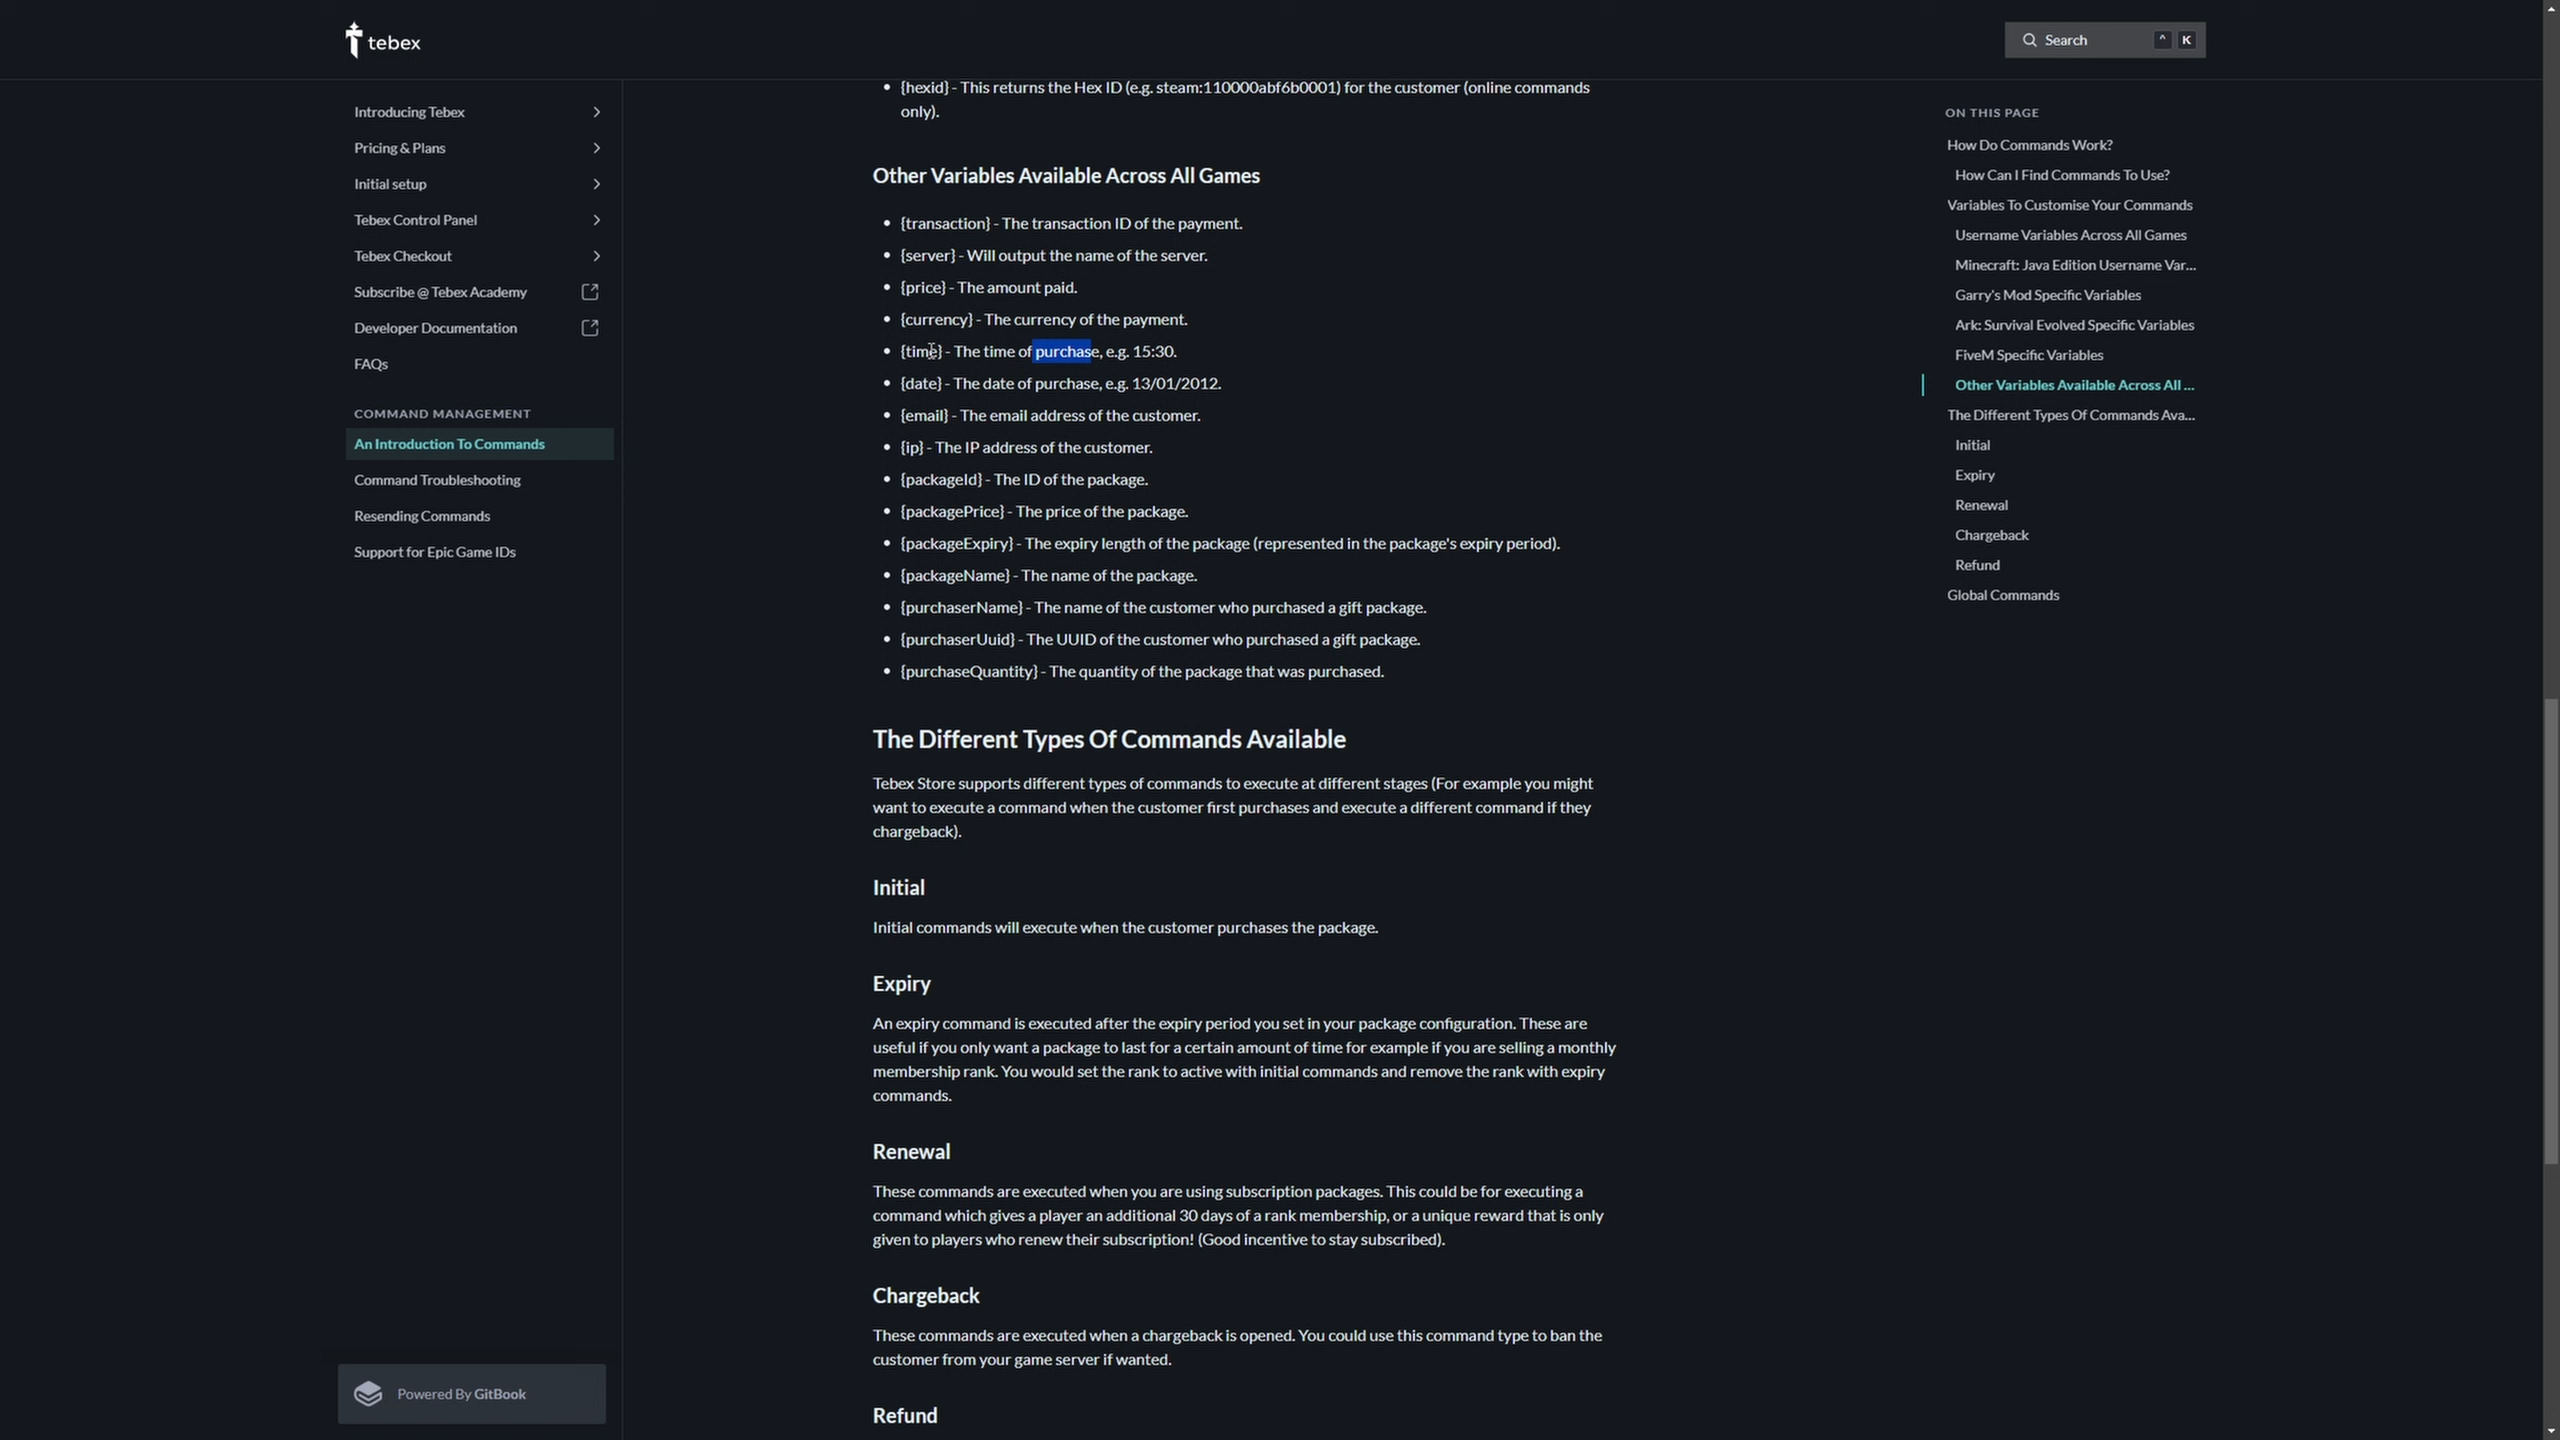 tebex
Search
^ K
Introducing Tebex
Pricing & Plans
Initial setup
Tebex Control Panel
Tebex Checkout
Subscribe @ Tebex Academy
Developer Documentation
FAQs
COMMAND MANAGEMENT
An Introduction To Commands
Command Troubleshooting
Resending Commands
Support for Epic Game IDs
Powered By GitBook
• {hexid} - This returns the Hex ID (e.g. steam:110000abf6b0001) for the customer (online commands
only).
Other Variables Available Across All Games
• {transaction} - The transaction ID of the payment.
• {server} - Will output the name of the server.
• {price} - The amount paid.
• {currency} - The currency of the payment.
• {time} - The time of purchase, e.g. 15:30.
• {date} - The date of purchase, e.g. 13/01/2012.
• {email} - The email address of the customer.
• {ip} - The IP address of the customer.
• {packageId} - The ID of the package.
• {packagePrice} - The price of the package.
• {packageExpiry} - The expiry length of the package (represented in the package's expiry period).
• {packageName} - The name of the package.
• {purchaserName} - The name of the customer who purchased a gift package.
• {purchaserUuid} - The UUID of the customer who purchased a gift package.
• {purchaseQuantity} - The quantity of the package that was purchased.
The Different Types Of Commands Available
Tebex Store supports different types of commands to execute at different stages (For example you might
want to execute a command when the customer first purchases and execute a different command if they
chargeback).
Initial
Initial commands will execute when the customer purchases the package.
Expiry
An expiry command is executed after the expiry period you set in your package configuration. These are
useful if you only want a package to last for a certain amount of time for example if you are selling a monthly
membership rank. You would set the rank to active with initial commands and remove the rank with expiry
commands.
Renewal
These commands are executed when you are using subscription packages. This could be for executing a
command which gives a player an additional 30 days of a rank membership, or a unique reward that is only
given to players who renew their subscription! (Good incentive to stay subscribed).
Chargeback
These commands are executed when a chargeback is opened. You could use this command type to ban the
customer from your game server if wanted.
Refund
ON THIS PAGE
How Do Commands Work?
How Can I Find Commands To Use?
Variables To Customise Your Commands
Username Variables Across All Games
Minecraft: Java Edition Username Var...
Garry's Mod Specific Variables
Ark: Survival Evolved Specific Variables
FiveM Specific Variables
Other Variables Available Across All ...
The Different Types Of Commands Ava...
Initial
Expiry
Renewal
Chargeback
Refund
Global Commands